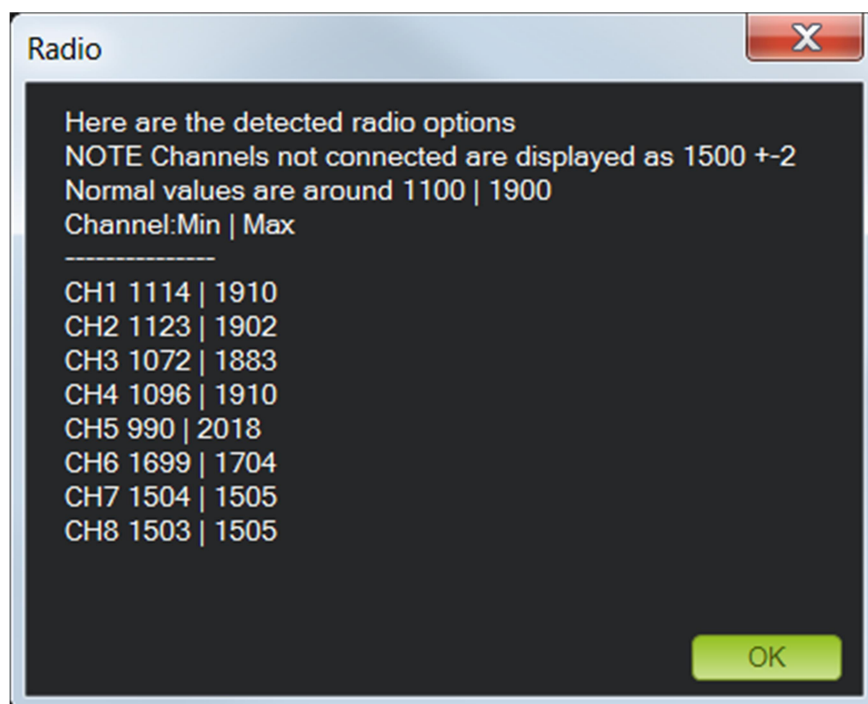 Radio
Here are the detected radio options
NOTE Channels not connected are displayed as 1500 +-2
Normal values are around 1100 | 1900
Channel:Min | Max
---------------
CH1 1114 | 1910
CH2 1123 | 1902
CH3 1072 | 1883
CH4 1096 | 1910
CH5 990 | 2018
CH6 1699 | 1704
CH7 1504 | 1505
CH8 1503 | 1505
OK